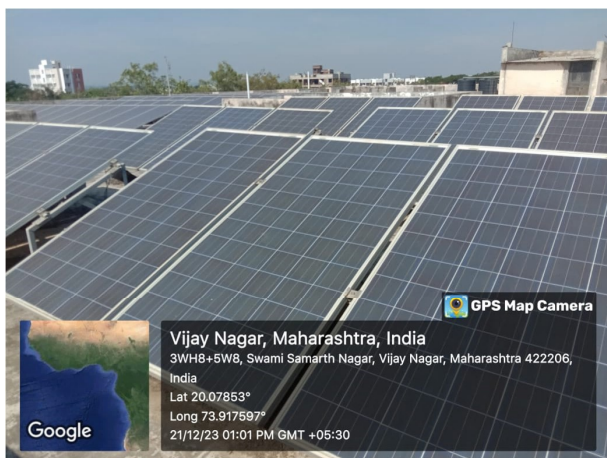 GPS Map Camera
Vijay Nagar, Maharashtra, India
3WH8+5W8, Swami Samarth Nagar, Vijay Nagar, Maharashtra 422206,
India
Lat 20.07853°
Long 73.917597°
21/12/23 01:01 PM GMT +05:30
Google